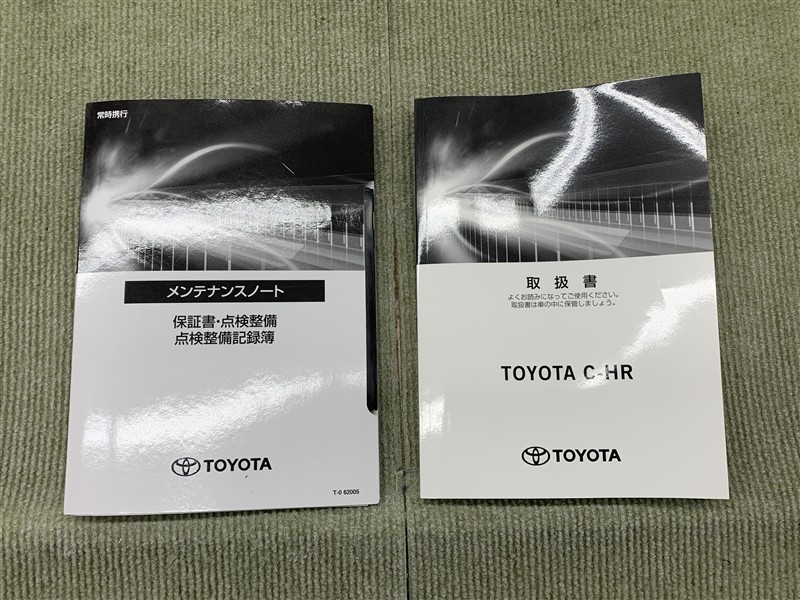 常時携行
メンテナンスノート
保証書・点検整備
点検整備記録簿
TOYOTA
T-0 62005
取扱書
よくお読みになってご使用ください。
取扱書は車の中に保管しましょう。
TOYOTA C-HR
TOYOTA